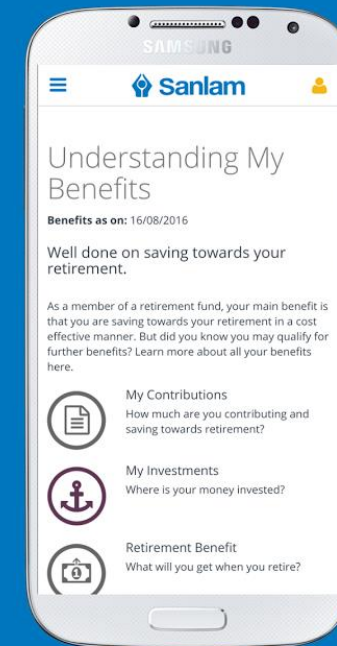 SAMSUNG
Sanlam
Understanding My
Benefits
Benefits as on: 16/08/2016
Well done on saving towards your
retirement.
As a member of a retirement fund, your main benefit is
that you are saving towards your retirement in a cost
effective manner. But did you know you may qualify for
further benefits? Learn more about all your benefits
here.
My Contributions
How much are you contributing and
saving towards retirement?
My Investments
Where is your money invested?
Retirement Benefit
1
What will you get when you retire?